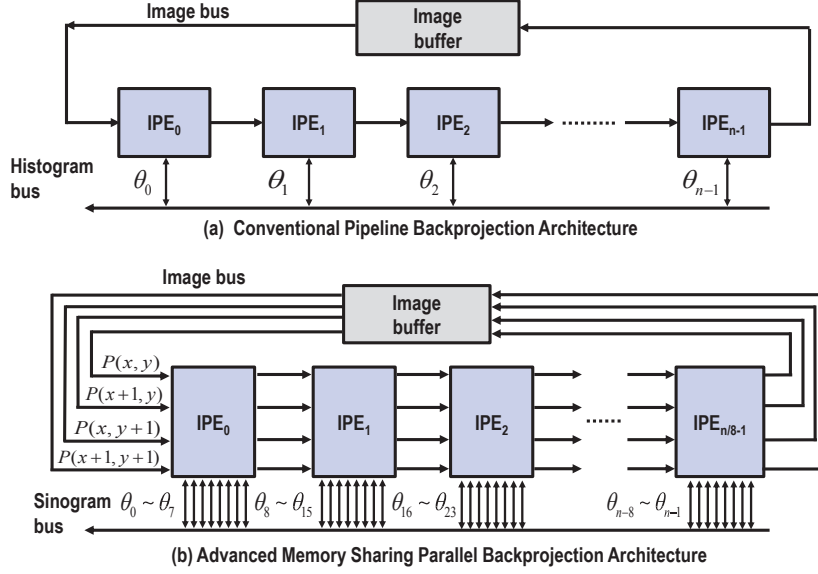 Image bus
Image
buffer
IPE0
IPE1
IPE2
........
IPEn-1
Histogram
bus
θ0
θ1
θ2
θn−1
(a) Conventional Pipeline Backprojection Architecture
Image bus
Image
buffer
P(x, y)
P(x+1, y)
P(x, y+1)
P(x+1, y+1)
IPE0
IPE1
IPE2
......
IPEn/8-1
Sinogram
bus
θ0 ~ θ7
θ8 ~ θ15
θ16 ~ θ23
θn−8 ~ θn−1
(b) Advanced Memory Sharing Parallel Backprojection Architecture